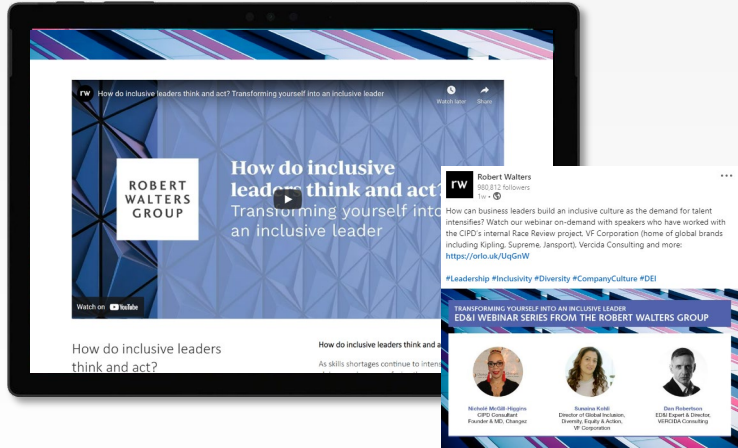 rw How do inclusive leaders think and act? Transforming yourself into an inclusive leader
Watch later Share
ROBERT
WALTERS
GROUP
How do inclusive
leaders think and act?
Transforming yourself into
an inclusive leader
Watch on YouTube
How do inclusive leaders
think and act?
How do inclusive leaders think and a
As skills shortages continue to intens
rw
Robert Walters
980,812 followers
1w •
How can business leaders build an inclusive culture as the demand for talent
intensifies? Watch our webinar on-demand with speakers who have worked with
the CIPD's internal Race Review project, VF Corporation (home of global brands
including Kipling, Supreme, Jansport), Vercida Consulting and more:
https://orlo.uk/UqGnW
#Leadership #Inclusivity #Diversity #CompanyCulture #DEI
TRANSFORMING YOURSELF INTO AN INCLUSIVE LEADER
ED&I WEBINAR SERIES FROM THE ROBERT WALTERS GROUP
Nicholé McGill-Higgins
CIPD Consultant
Founder & MD, Changez
Sunaina Kohli
Director of Global Inclusion,
Diversity, Equity & Action,
VF Corporation
Dan Robertson
ED&I Expert & Director,
VERCIDA Consulting